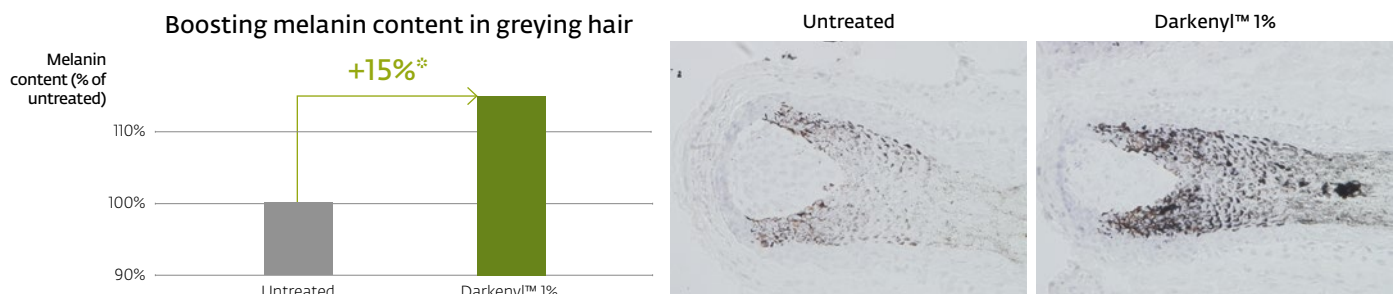 Boosting melanin content in greying hair
Melanin
content (% of
untreated)
+15%*
110%
100%
90%
Untreated
Darkenyl™ 1%
Untreated
Darkenyl™ 1%